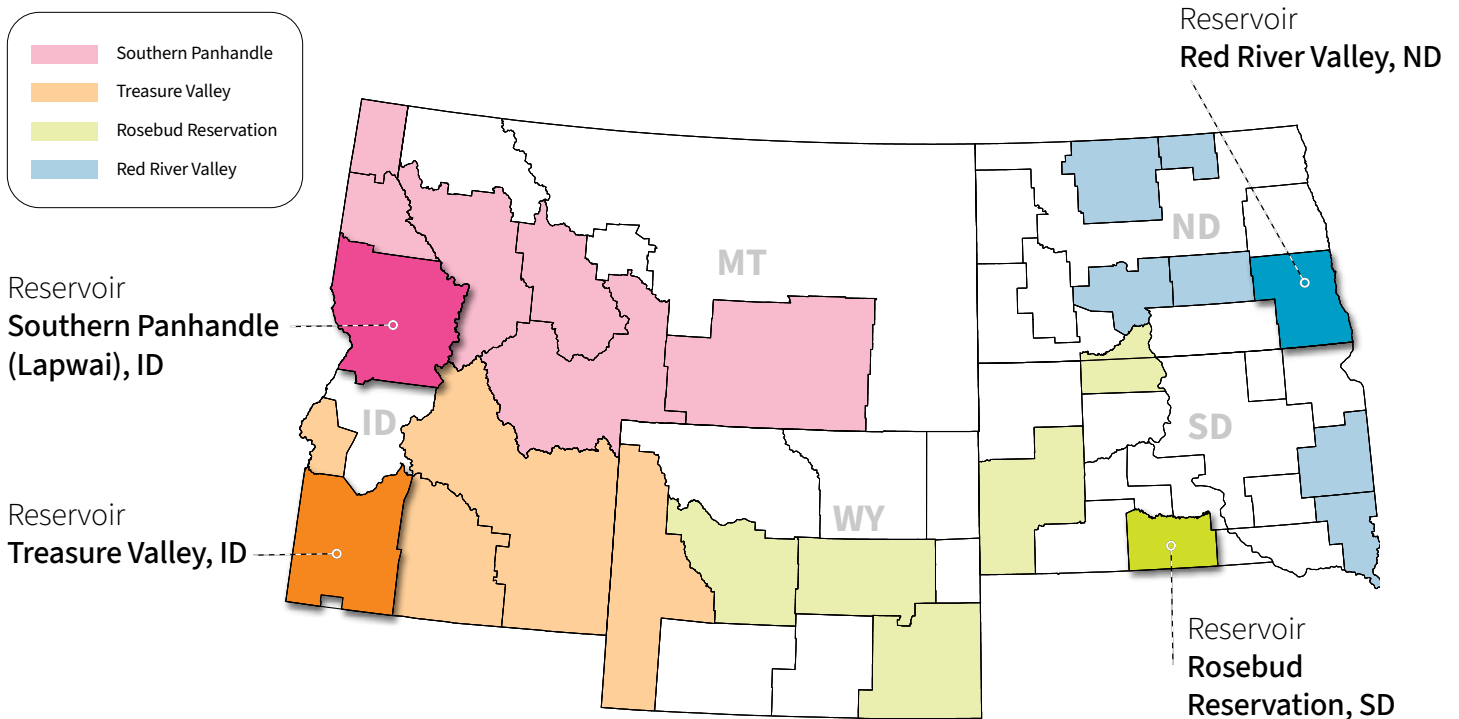 Southern Panhandle
Treasure Valley
Rosebud Reservation
Red River Valley
Reservoir
Red River Valley, ND
ND
MT
Reservoir
Southern Panhandle
(Lapwai), ID
ID
SD
WY
Reservoir
Treasure Valley, ID
Reservoir
Rosebud
Reservation, SD